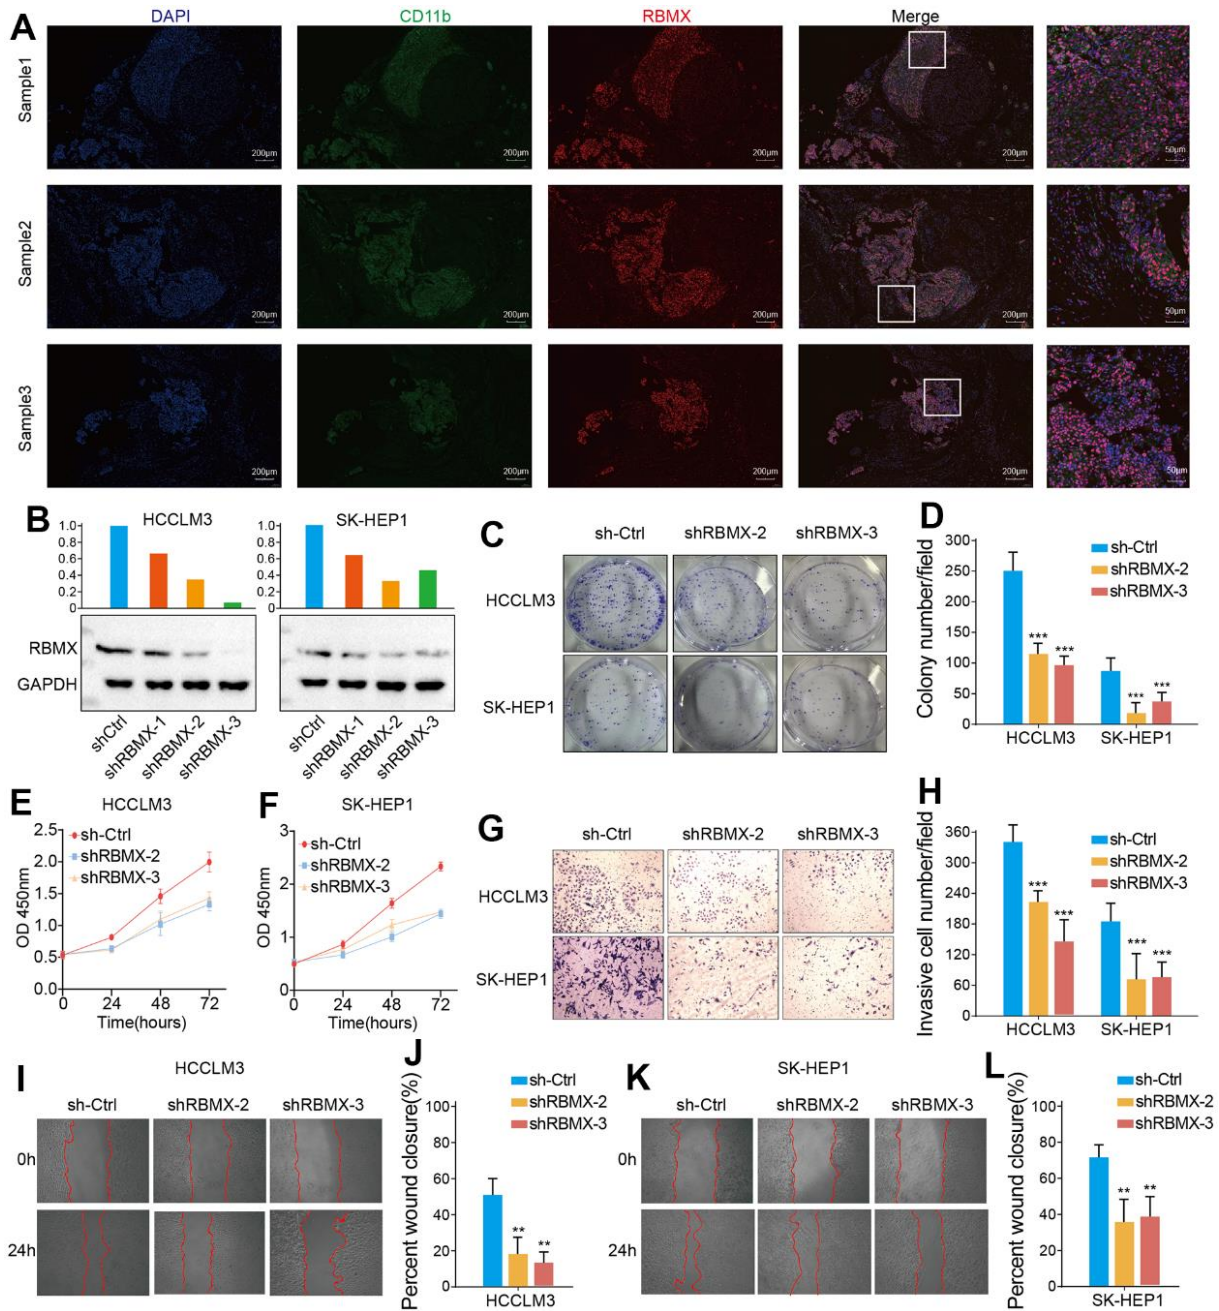 A
DAPI
CD11b
RBMX
Merge
Sample1
200μm
200μm
200μm
200μm
50μm
Sample2
200μm
200μm
200μm
200μm
50μm
Sample3
200μm
200μm
200μm
200μm
50μm
B
HCCLM3
SK-HEP1
1.0
0.8
0.6
0.4
0.2
0
1.0
0.8
0.6
0.4
0.2
0
RBMX
GAPDH
shCtrl
shRBMX-1
shRBMX-2
shRBMX-3
shCtrl
shRBMX-1
shRBMX-2
shRBMX-3
C
sh-Ctrl
shRBMX-2
shRBMX-3
HCCLM3
SK-HEP1
D
Colony number/field
300
250
200
150
100
50
0
sh-Ctrl
shRBMX-2
shRBMX-3
***
***
***
***
HCCLM3
SK-HEP1
E
HCCLM3
OD 450nm
2.5
2.0
1.5
1.0
0.5
0.0
sh-Ctrl
shRBMX-2
shRBMX-3
0
24
48
72
Time(hours)
F
SK-HEP1
OD 450nm
3
2
1
0
sh-Ctrl
shRBMX-2
shRBMX-3
0
24
48
72
Time(hours)
G
sh-Ctrl
shRBMX-2
shRBMX-3
HCCLM3
SK-HEP1
H
Invasive cell number/field
360
300
240
180
120
60
0
sh-Ctrl
shRBMX-2
shRBMX-3
***
***
***
***
HCCLM3
SK-HEP1
I
HCCLM3
sh-Ctrl
shRBMX-2
shRBMX-3
0h
24h
J
Percent wound closure(%)
100
80
60
40
20
0
sh-Ctrl
shRBMX-2
shRBMX-3
**
**
HCCLM3
K
SK-HEP1
sh-Ctrl
shRBMX-2
shRBMX-3
0h
24h
L
Percent wound closure(%)
100
80
60
40
20
0
sh-Ctrl
shRBMX-2
shRBMX-3
**
**
SK-HEP1